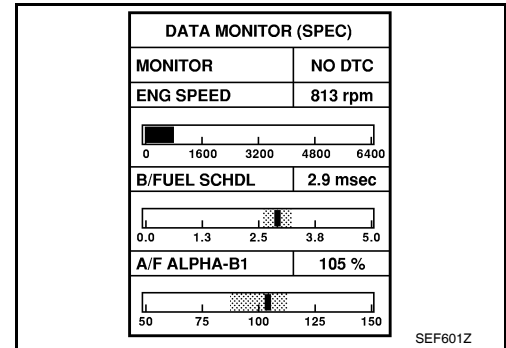 DATA MONITOR (SPEC)
MONITOR NO DTC
ENG SPEED 813 rpm
0 1600 3200 4800 6400
B/FUEL SCHDL 2.9 msec
0.0 1.3 2.5 3.8 5.0
A/F ALPHA-B1 105 %
50 75 100 125 150
SEF601Z